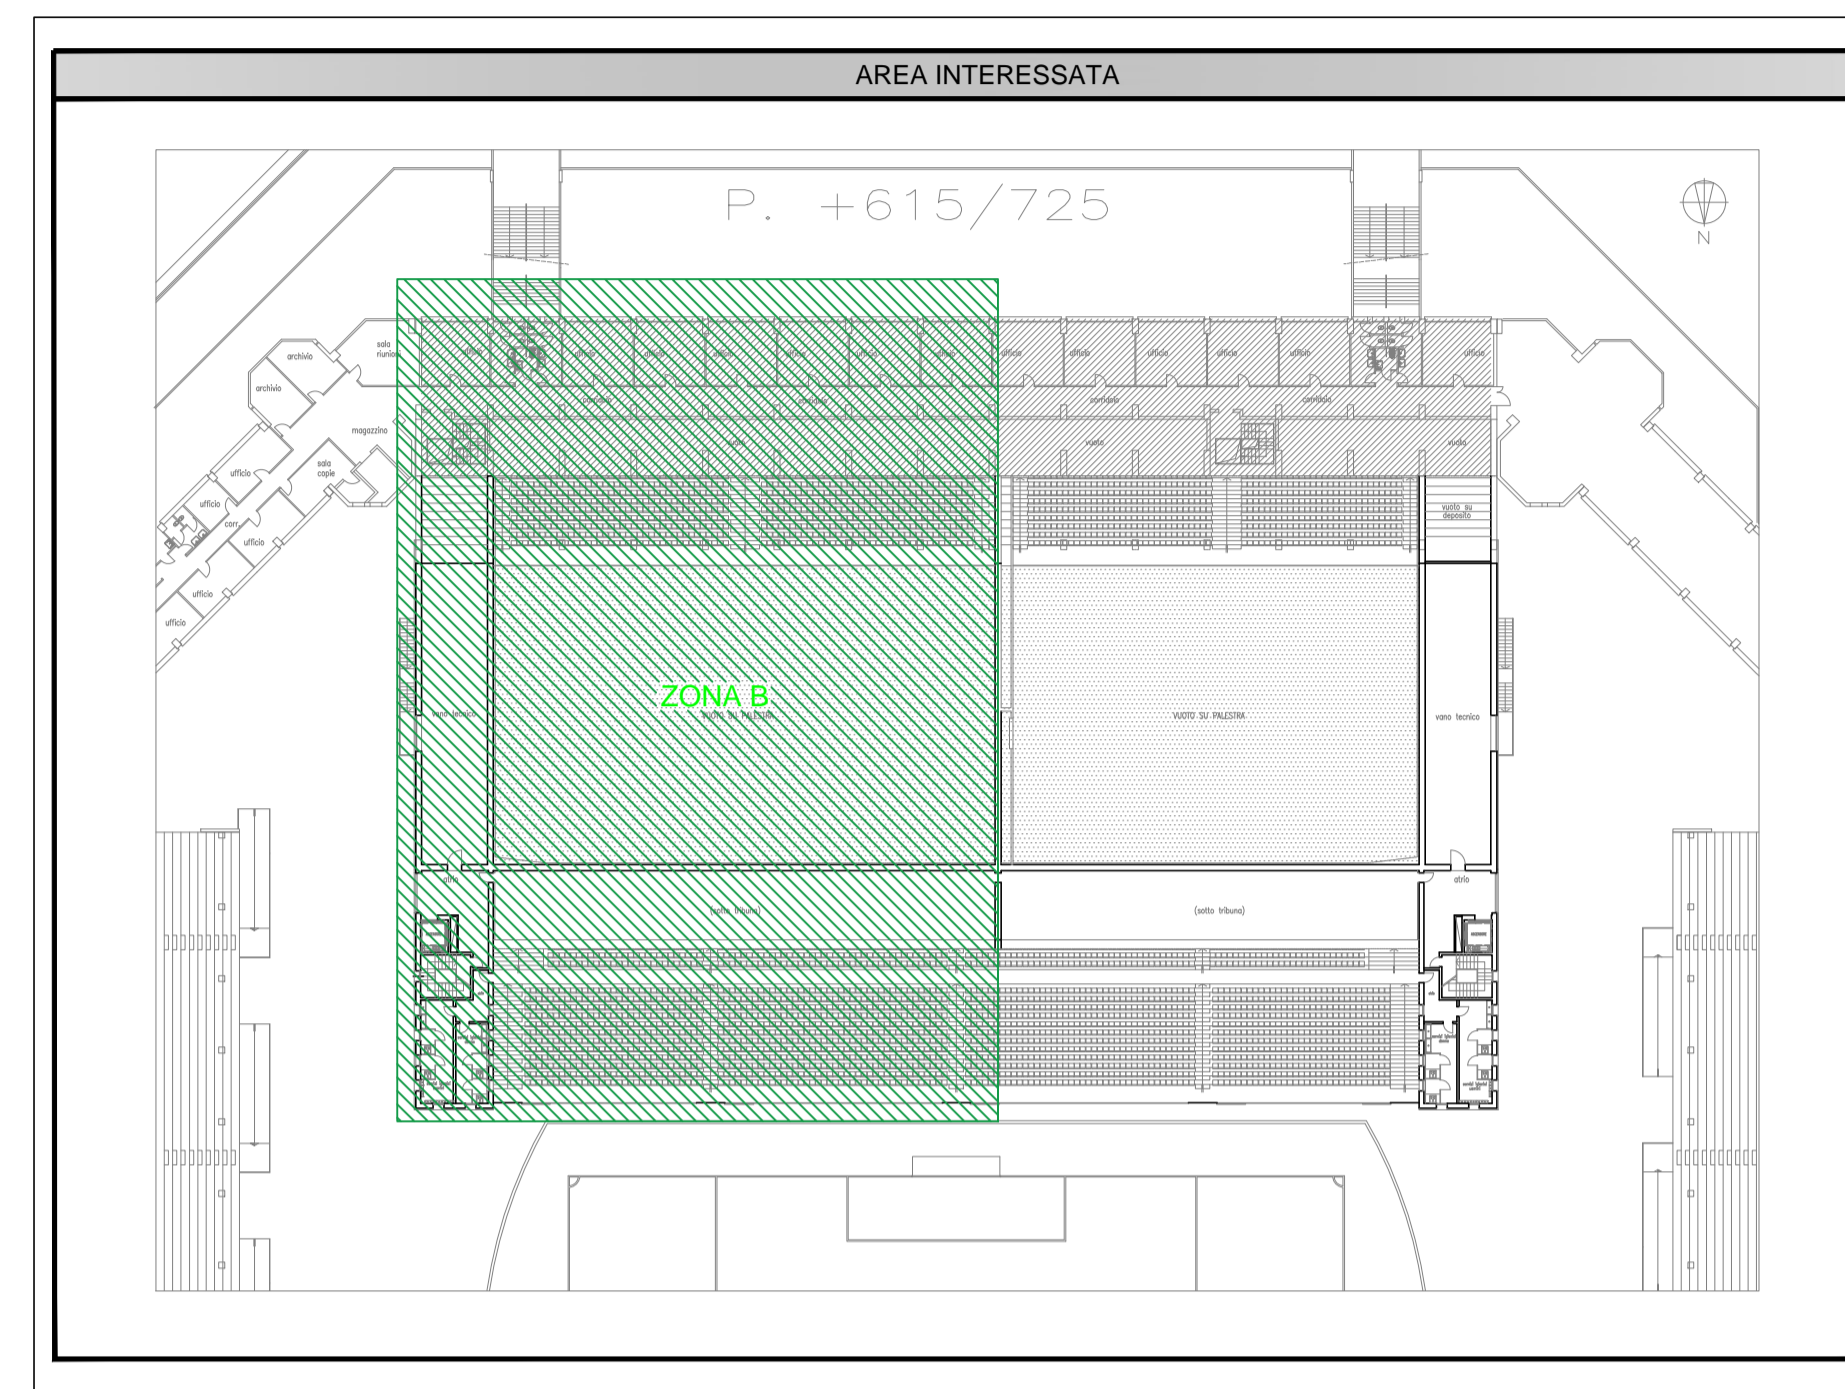 AREA INTERESSATA
P. +615/725
N
sala
riunioni
archivio
archivio
ufficio
ufficio
ufficio
ufficio
ufficio
ufficio
ufficio
ufficio
ufficio
ufficio
ufficio
ufficio
ufficio
corridoio
corridoio
corridoio
corridoio
magazzino
vuoto
vuoto
vuoto
sala
copie
ufficio
ufficio
corr.
ufficio
ufficio
ufficio
vuoto su
deposito
ZONA B
vano tecnico
VUOTO SU PALESTRA
VUOTO SU PALESTRA
vano tecnico
atrio
atrio
(sotto tribuna)
(sotto tribuna)